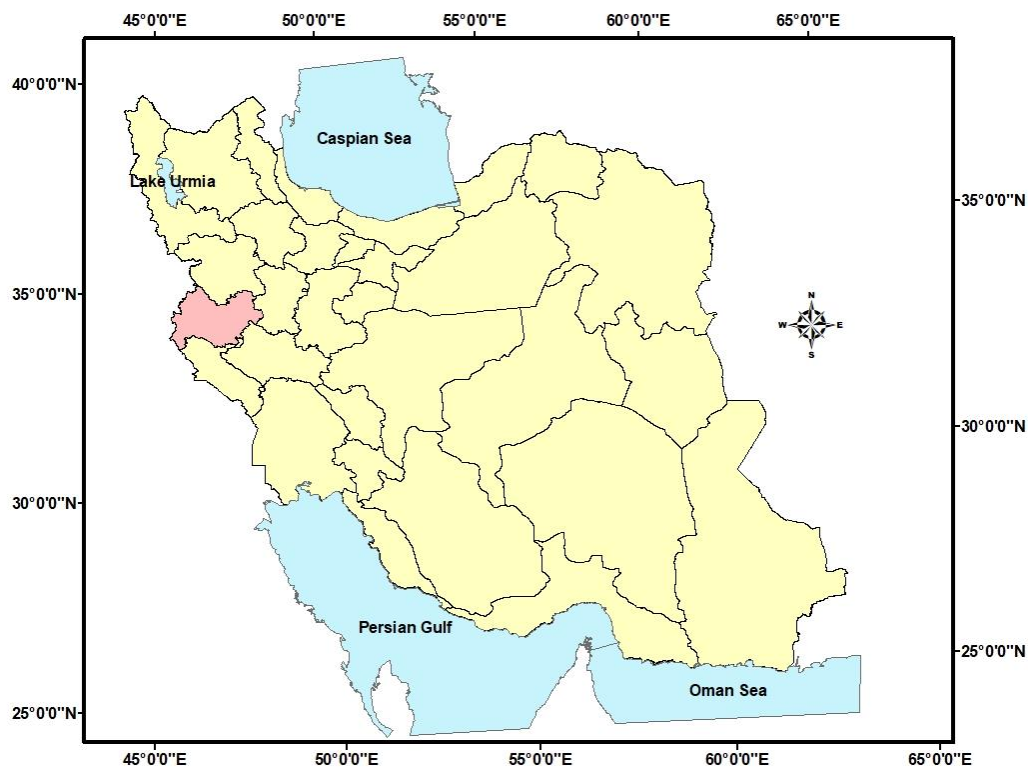 45°0'0"E 50°0'0"E 55°0'0"E 60°0'0"E 65°0'0"E
40°0'0"N
Caspian Sea
Lake Urmia
35°0'0"N
35°0'0"N
N
W E
S
30°0'0"N
30°0'0"N
Persian Gulf
25°0'0"N
Oman Sea
25°0'0"N
45°0'0"E 50°0'0"E 55°0'0"E 60°0'0"E 65°0'0"E